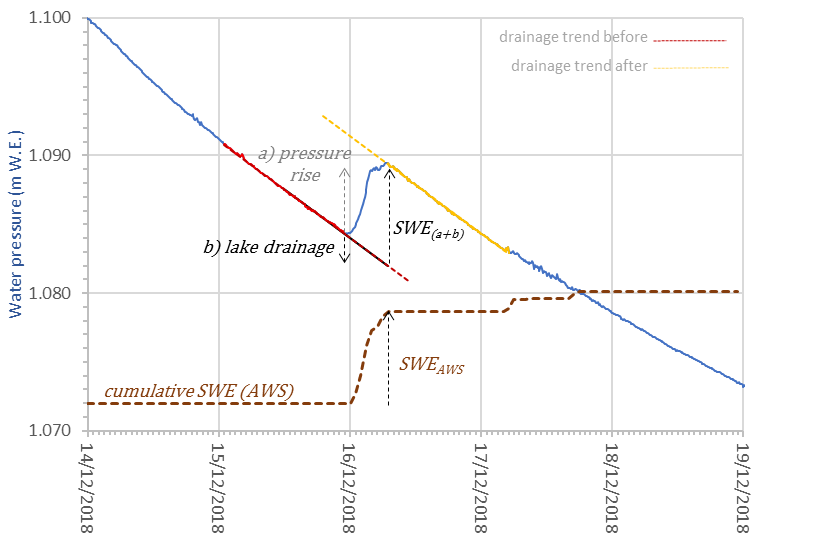 1.100
1.090
1.080
1.070
Water pressure (m W.E.)
drainage trend before
drainage trend after
a) pressure
rise
b) lake drainage
SWE(a+b)
SWEAWS
cumulative SWE (AWS)
14/12/2018
15/12/2018
16/12/2018
17/12/2018
18/12/2018
19/12/2018